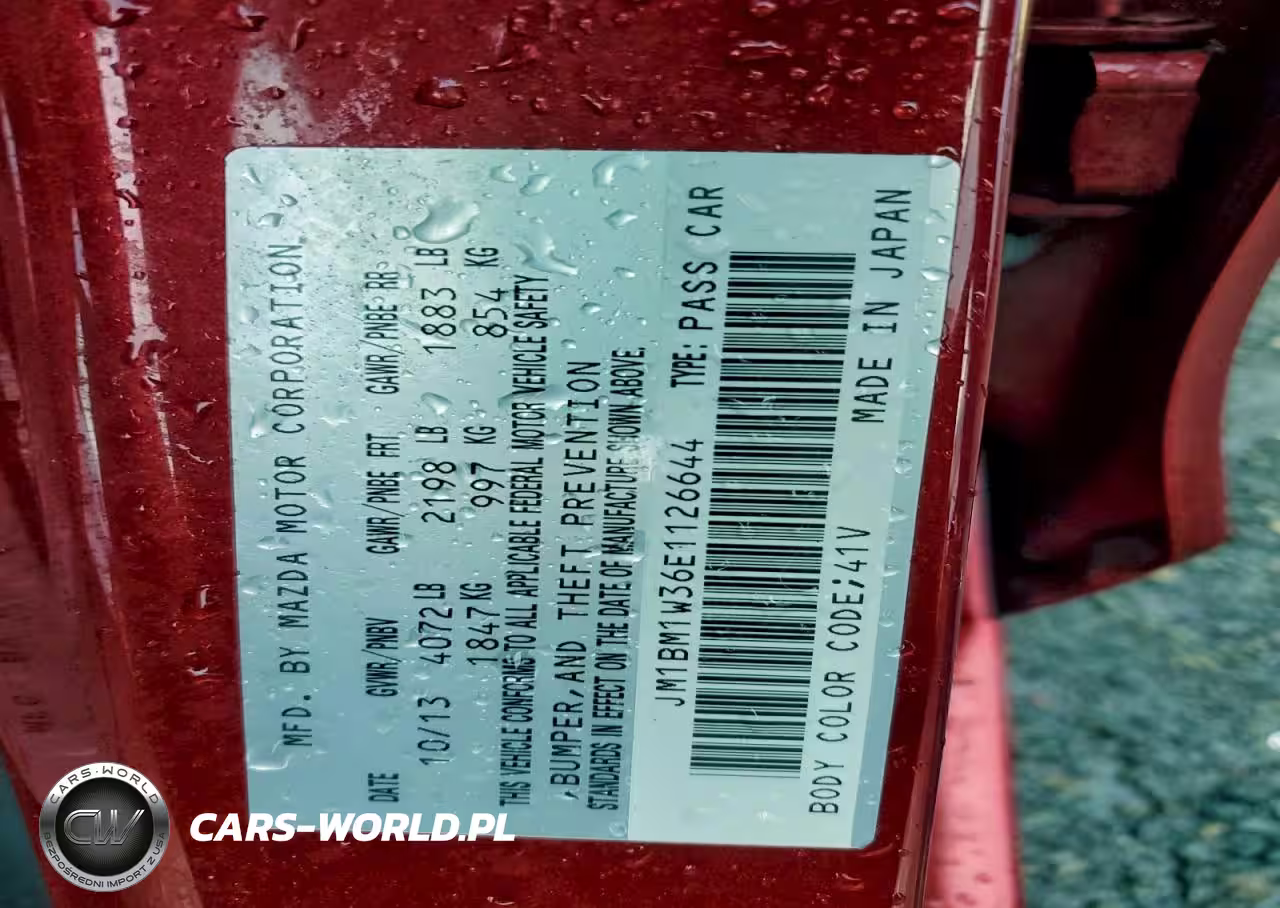 MFD. BY MAZDA MOTOR CORPORATION
DATE GVWR/PNBV GAWR/PNBE FRT GAWR/PNBE RR
10/13 4072 LB 2198 LB 1883 LB
1847 KG 997 KG 854 KG
THIS VEHICLE CONFORMS TO ALL APPLICABLE FEDERAL MOTOR VEHICLE SAFETY
,BUMPER,AND THEFT PREVENTION
STANDARDS IN EFFECT ON THE DATE OF MANUFACTURE SHOWN ABOVE.
JM1BM1W36E1126644 TYPE: PASS CAR
BODY COLOR CODE;41V MADE IN JAPAN
CARS-WORLD
CW
BEZPOŚREDNI IMPORT Z USA
CARS-WORLD.PL